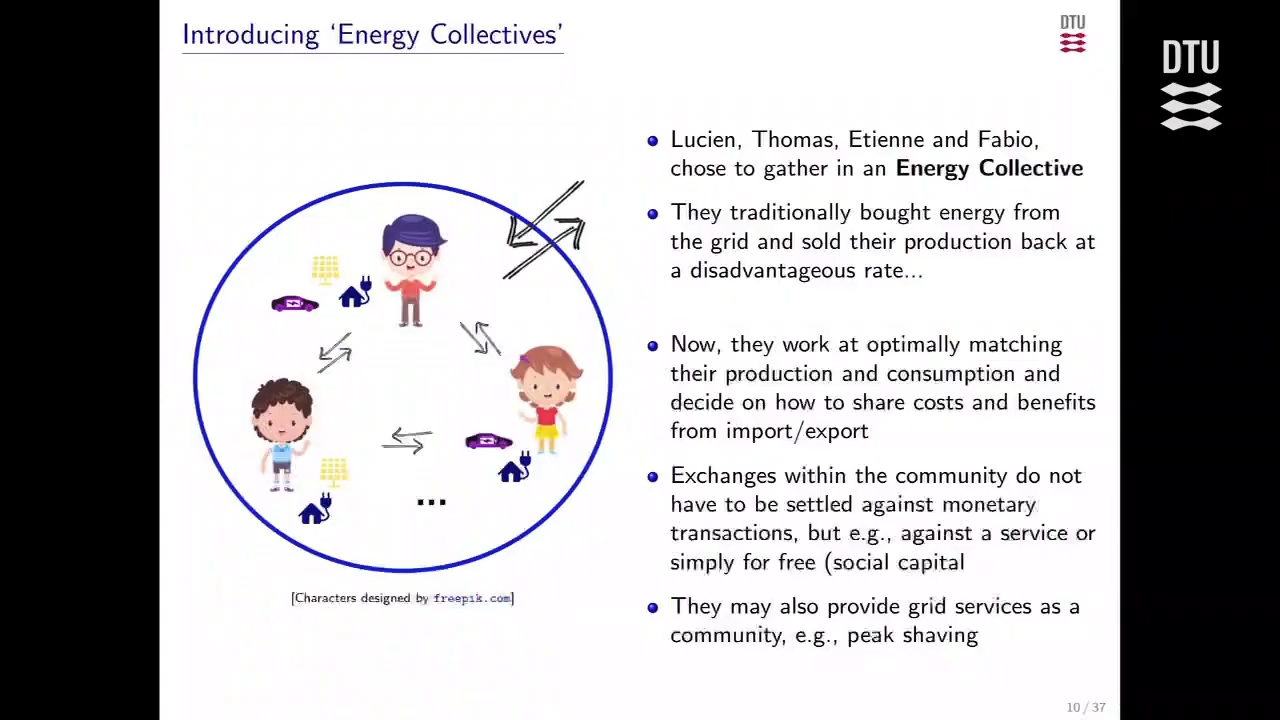 Introducing ‘Energy Collectives’
DTU
DTU
Lucien, Thomas, Etienne and Fabio,
chose to gather in an Energy Collective
They traditionally bought energy from
the grid and sold their production back at
a disadvantageous rate...
Now, they work at optimally matching
their production and consumption and
decide on how to share costs and benefits
from import/export
Exchanges within the community do not
have to be settled against monetary
transactions, but e.g., against a service or
simply for free (social capital
They may also provide grid services as a
community, e.g., peak shaving
...
[Characters designed by freepik.com]
10 / 37